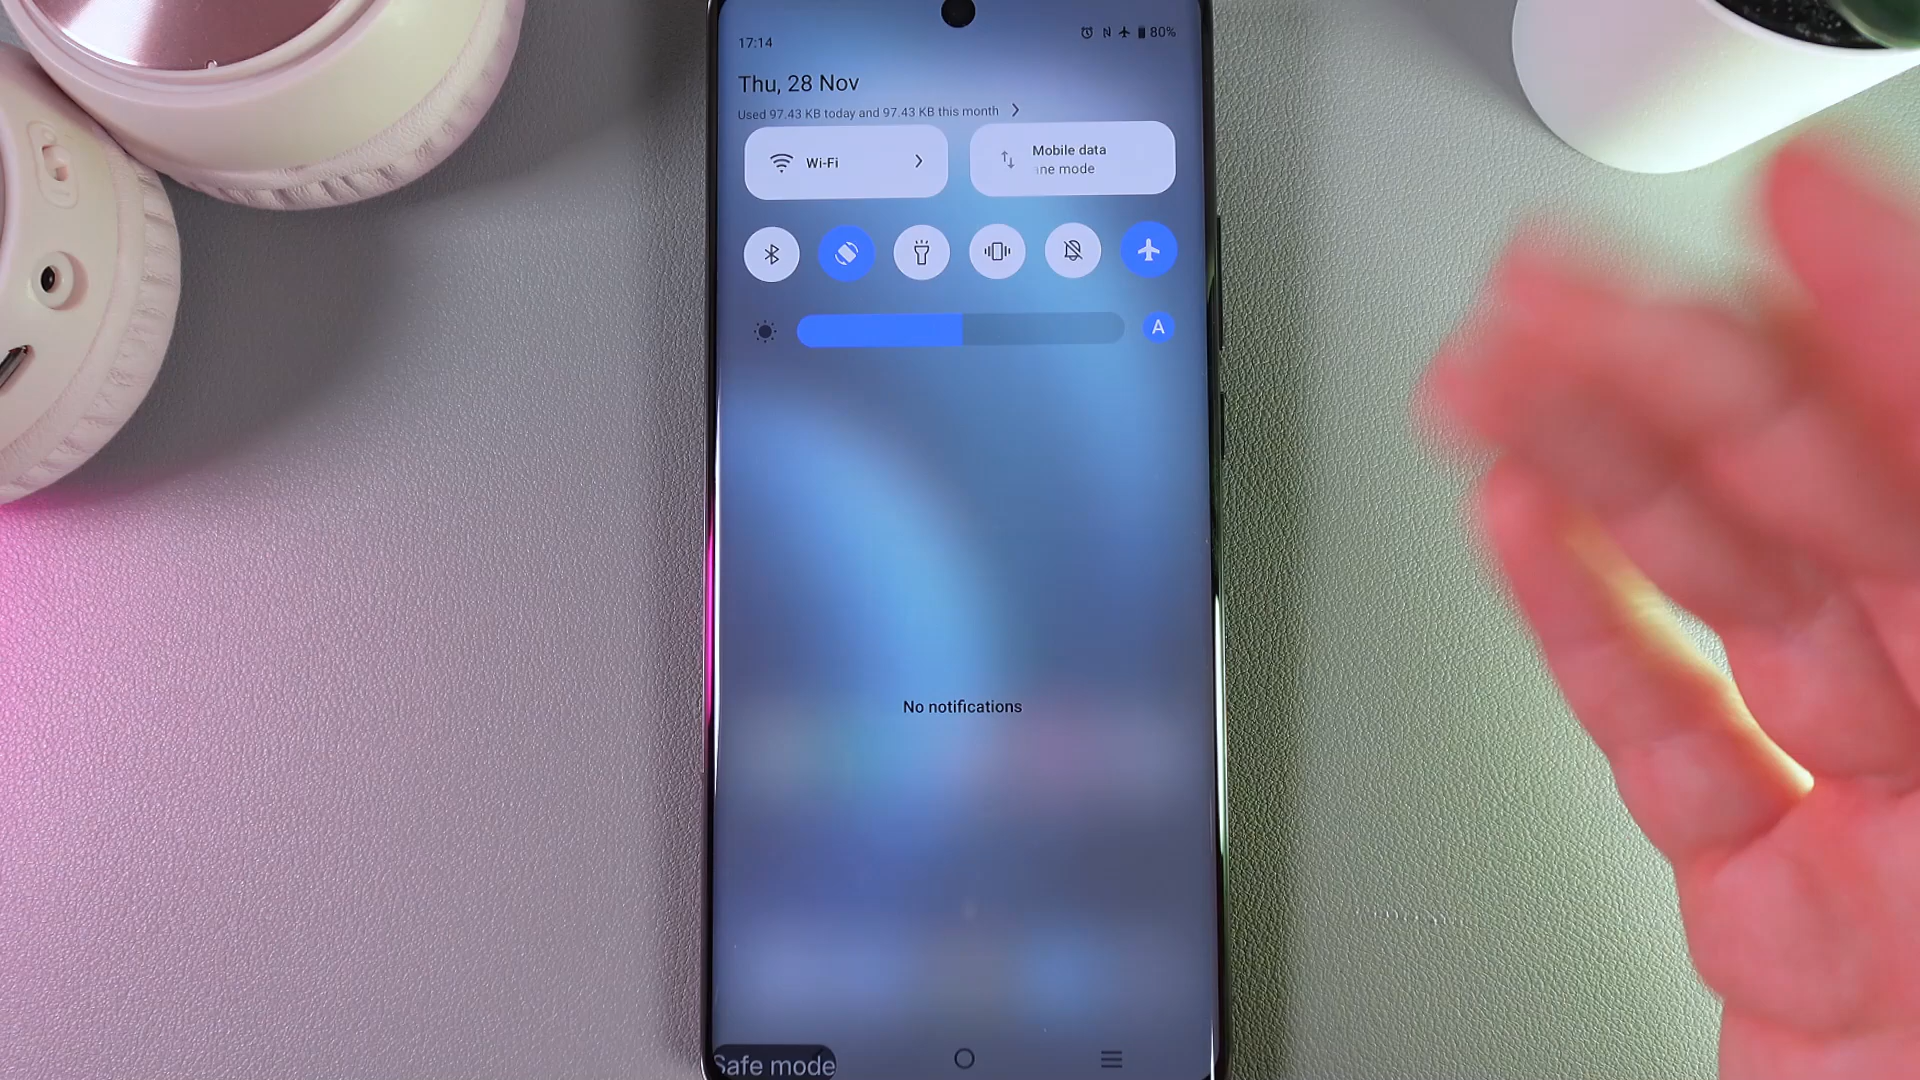 17:14
80%
Thu, 28 Nov
Used 97.43 KB today and 97.43 KB this month
Wi-Fi
Mobile data
ne mode
A
No notifications
Safe mode